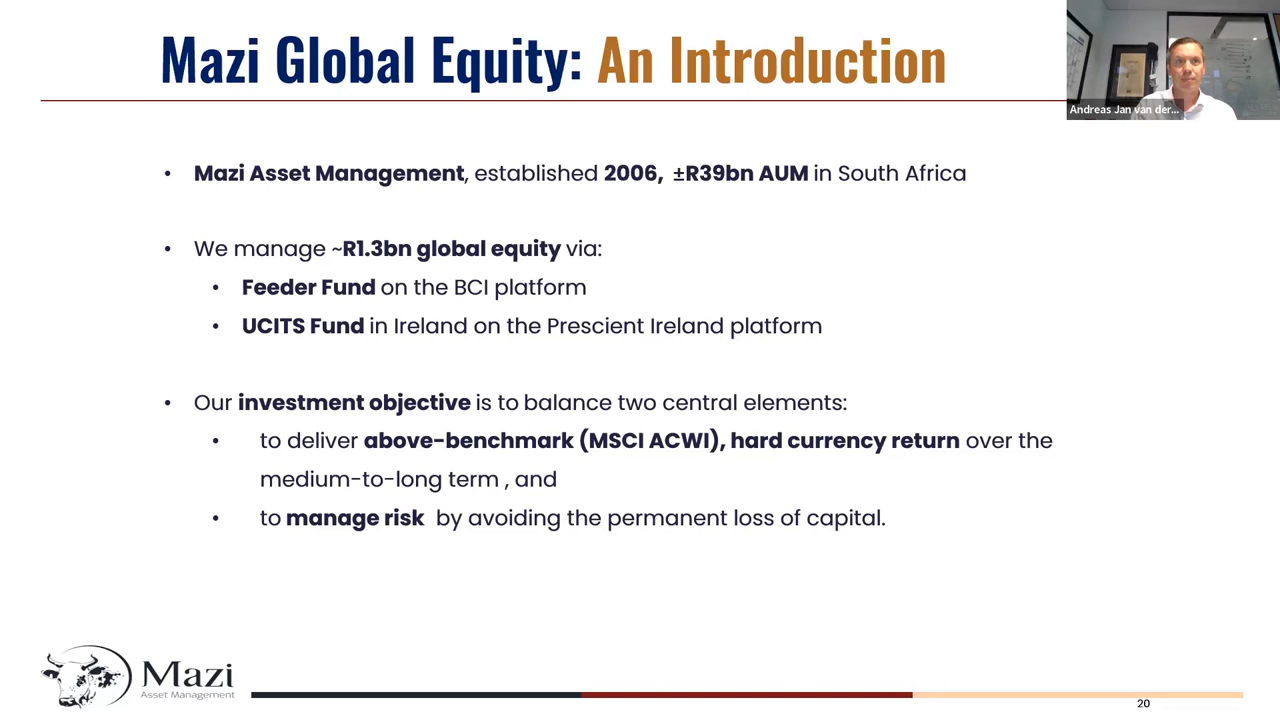 Mazi Global Equity: An Introduction
Andreas Jan van der...
• Mazi Asset Management, established 2006, ±R39bn AUM in South Africa
• We manage ~R1.3bn global equity via:
• Feeder Fund on the BCI platform
• UCITS Fund in Ireland on the Prescient Ireland platform
• Our investment objective is to balance two central elements:
• to deliver above-benchmark (MSCI ACWI), hard currency return over the
medium-to-long term , and
• to manage risk by avoiding the permanent loss of capital.
Mazi
Asset Management
20